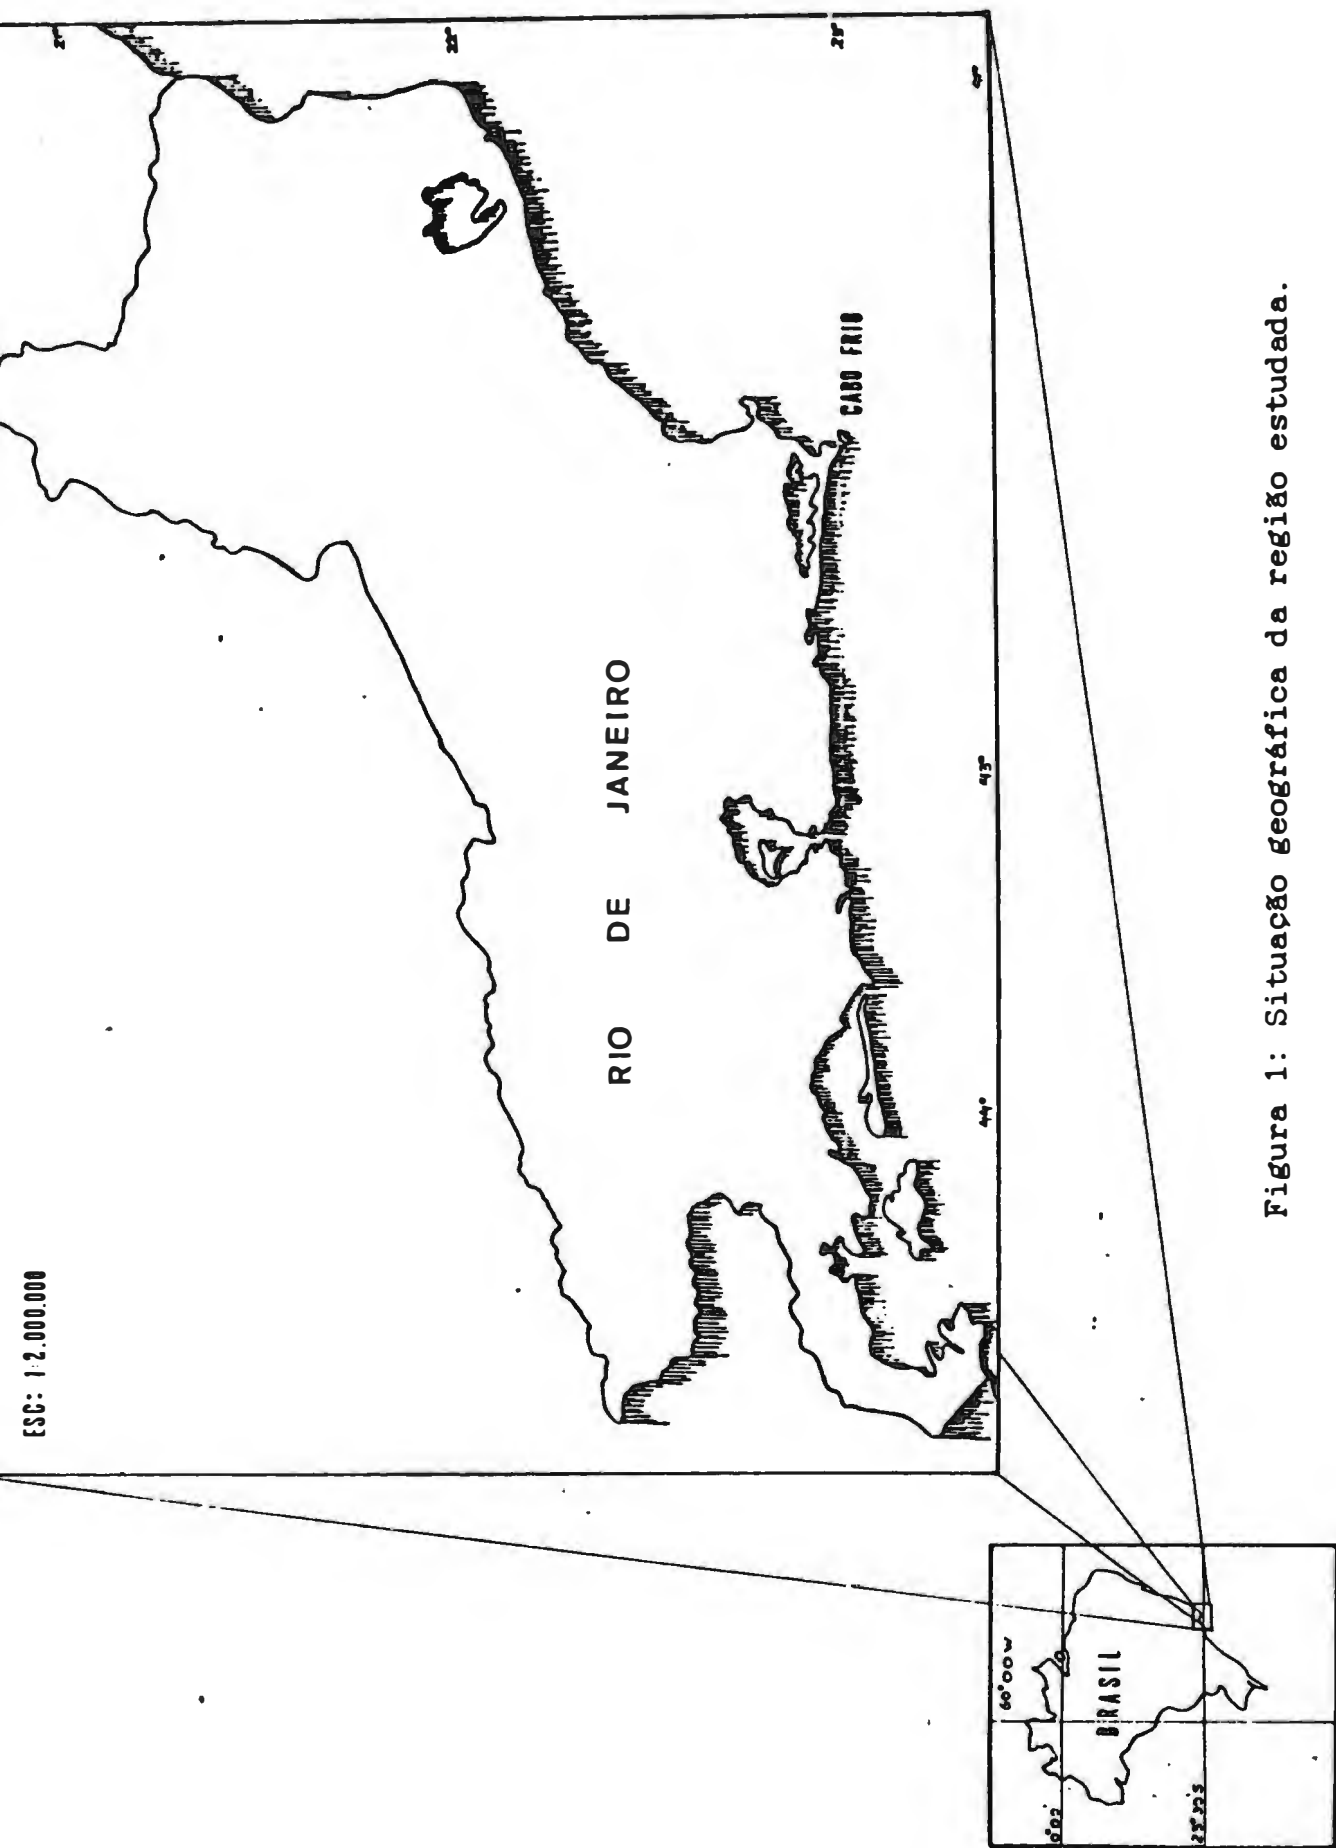 ESC: 1:2.000.000
22°
RIO DE JANEIRO
CABO FRIO
44°
43°
60°00W
BRASIL
Figura 1: Situação geográfica da região estudada.